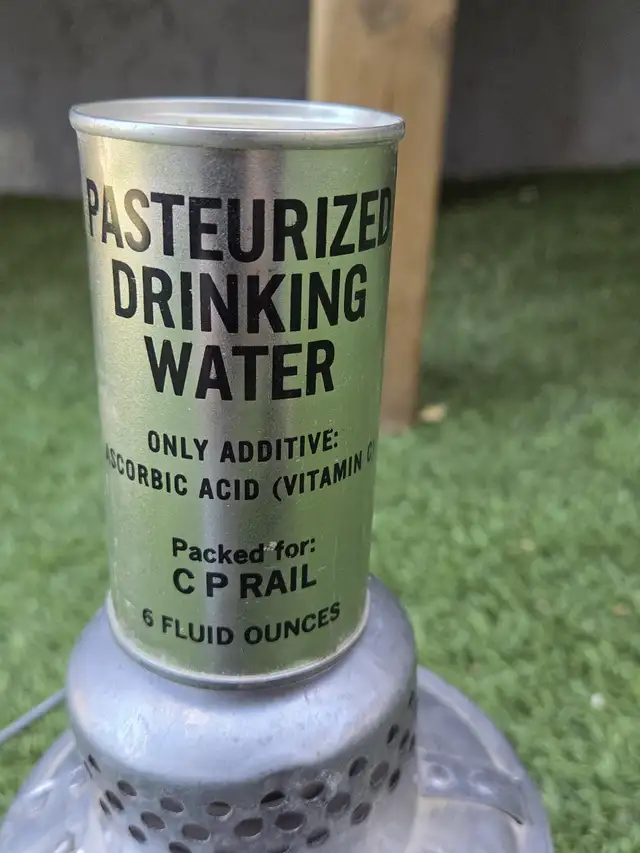 PASTEURIZED
DRINKING
WATER
ONLY ADDITIVE:
ASCORBIC ACID (VITAMIN C)
Packed for:
C P RAIL
6 FLUID OUNCES